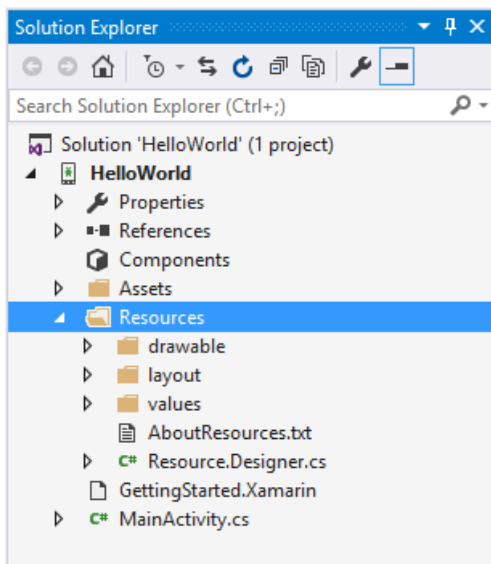 Solution Explorer
Search Solution Explorer (Ctrl+;)
Solution 'HelloWorld' (1 project)
HelloWorld
Properties
References
Components
Assets
Resources
drawable
layout
values
AboutResources.txt
C# Resource.Designer.cs
GettingStarted.Xamarin
C# MainActivity.cs